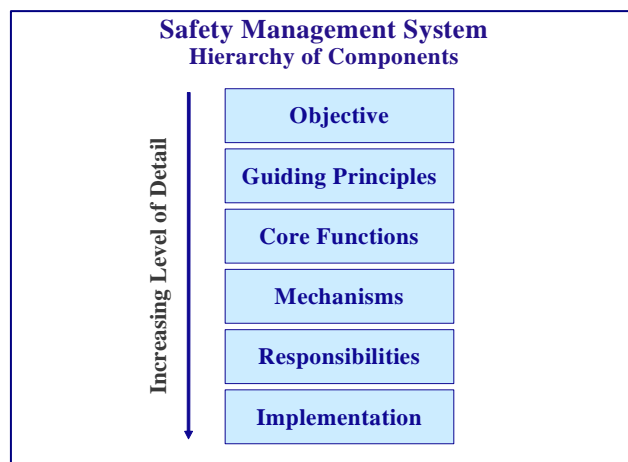 Safety Management System
Hierarchy of Components
Increasing Level of Detail
Objective
Guiding Principles
Core Functions
Mechanisms
Responsibilities
Implementation